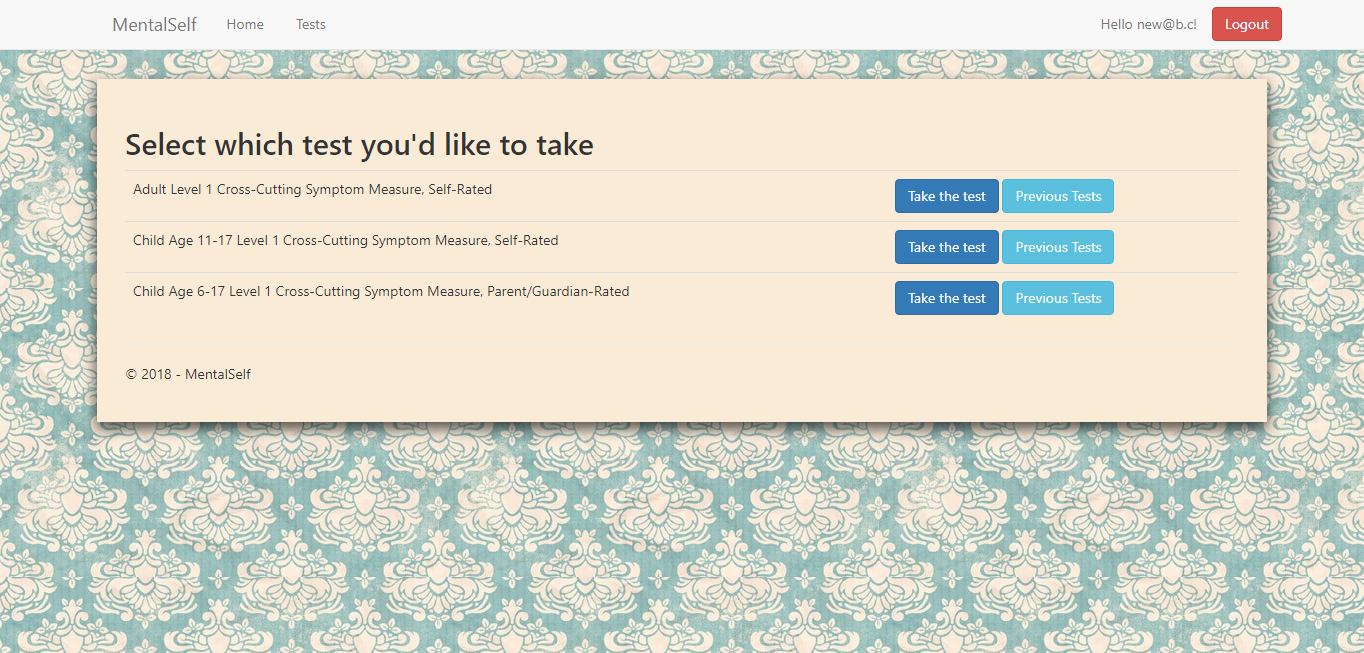 MentalSelf Home Tests Hello new@b.c! Logout
Select which test you'd like to take
Adult Level 1 Cross-Cutting Symptom Measure, Self-Rated Take the test Previous Tests
Child Age 11-17 Level 1 Cross-Cutting Symptom Measure, Self-Rated Take the test Previous Tests
Child Age 6-17 Level 1 Cross-Cutting Symptom Measure, Parent/Guardian-Rated Take the test Previous Tests
© 2018 - MentalSelf